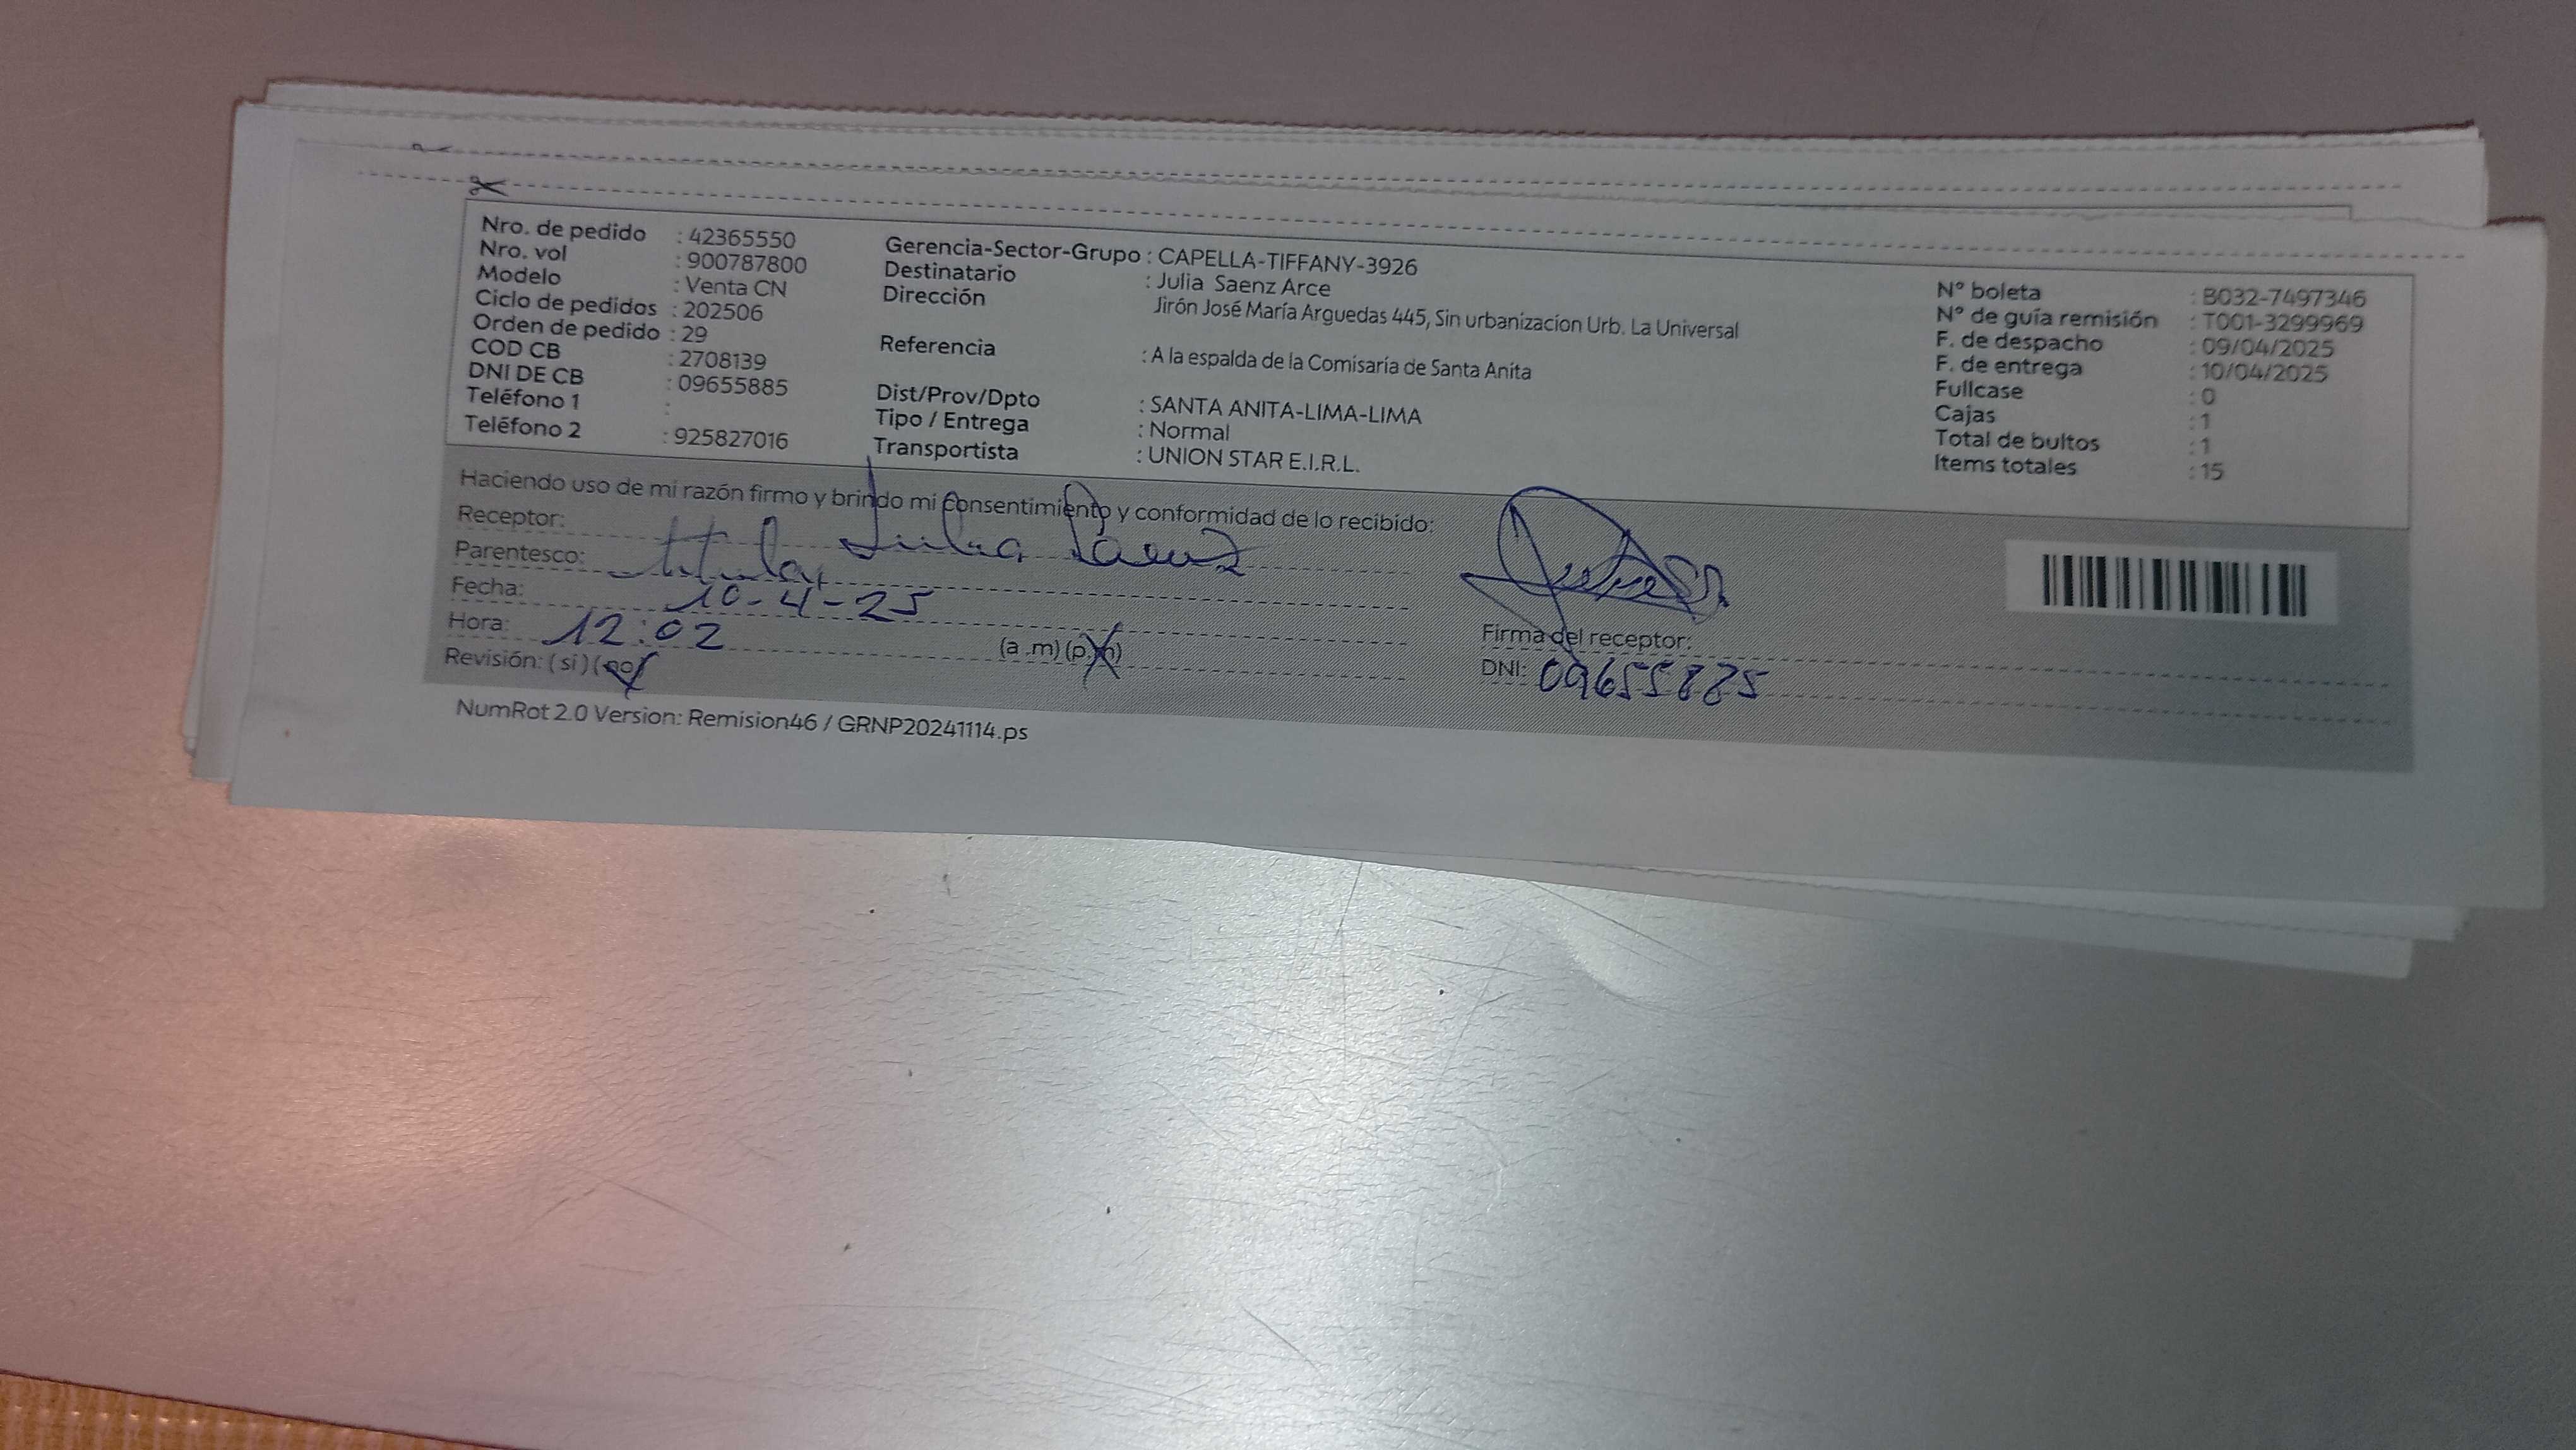 Nro. de pedido : 42365550
Nro. vol : 900787800
Modelo : Venta CN
Ciclo de pedidos : 202506
Orden de pedido : 29
COD CB : 2708139
DNI DE CB : 09655885
Teléfono 1 :
Teléfono 2 : 925827016
Gerencia-Sector-Grupo : CAPELLA-TIFFANY-3926
Destinatario : Julia Saenz Arce
Dirección Jirón José María Arguedas 445, Sin urbanizacion Urb. La Universal
Referencia : A la espalda de la Comisaría de Santa Anita
Dist/Prov/Dpto : SANTA ANITA-LIMA-LIMA
Tipo / Entrega : Normal
Transportista : UNION STAR E.I.R.L.
N° boleta : B032-7497346
N° de guía remisión : T001-3299969
F. de despacho : 09/04/2025
F. de entrega : 10/04/2025
Fullcase : 0
Cajas : 1
Total de bultos : 1
Items totales : 15
Haciendo uso de mi razón firmo y brindo mi consentimiento y conformidad de lo recibido:
Receptor: Julia Saenz
Parentesco: titular
Fecha: 10-4-25
Hora: 12:02 (a .m) (p.m)
Revisión: (si) (no)
Firma del receptor:
DNI: 09655885
NumRot 2.0 Version: Remision46 / GRNP20241114.ps